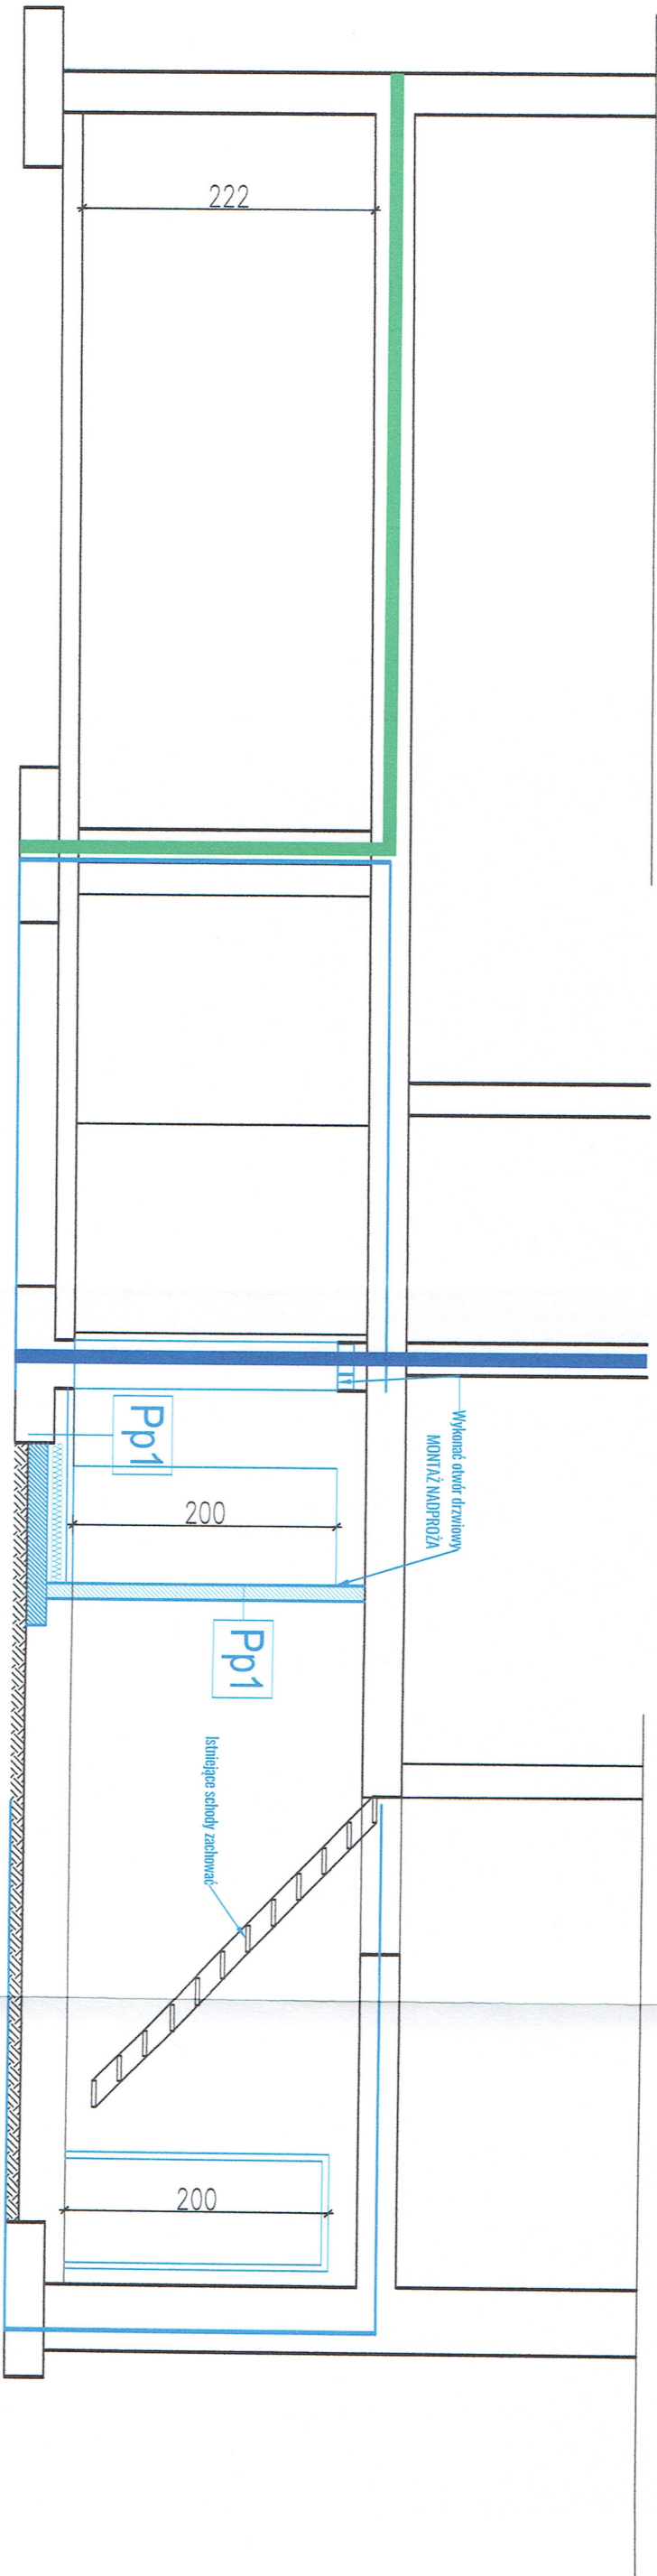 222
Wykonać otwór drzwiowy
MONTAŻ NADPROŻA
Pp1
200
Pp1
Istniejące schody zachować
200